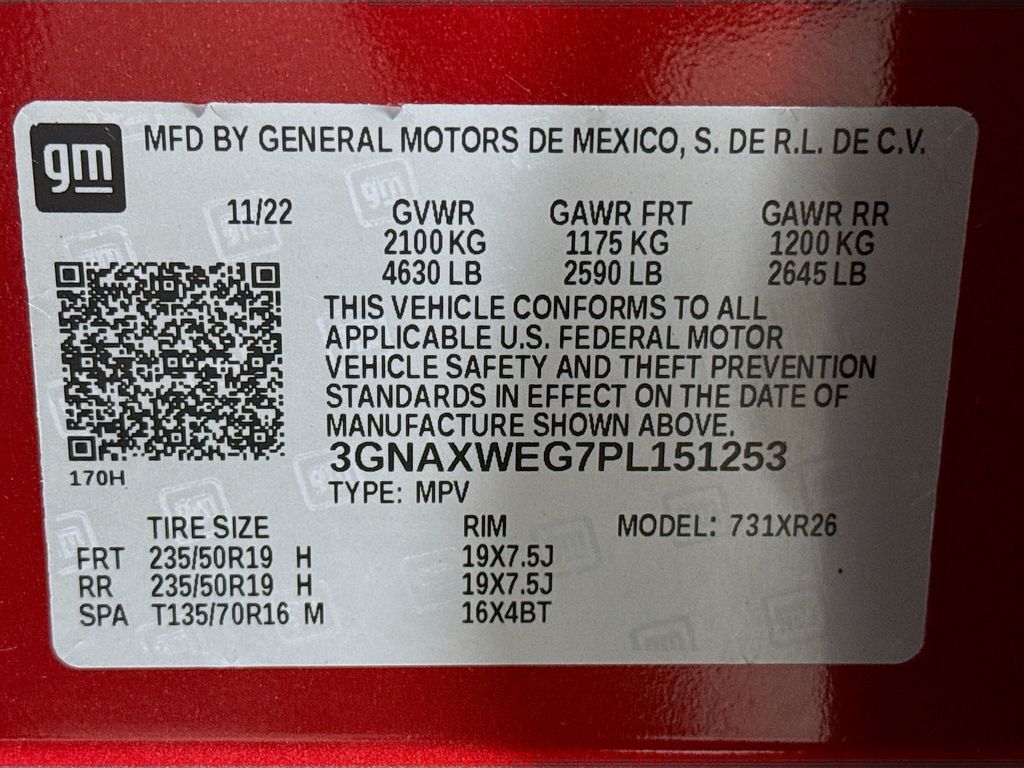 gm MFD BY GENERAL MOTORS DE MEXICO, S. DE R.L. DE C.V.
11/22 GVWR GAWR FRT GAWR RR
2100 KG 1175 KG 1200 KG
4630 LB 2590 LB 2645 LB
THIS VEHICLE CONFORMS TO ALL
APPLICABLE U.S. FEDERAL MOTOR
VEHICLE SAFETY AND THEFT PREVENTION
STANDARDS IN EFFECT ON THE DATE OF
MANUFACTURE SHOWN ABOVE.
3GNAXWEG7PL151253
170H
TYPE: MPV
TIRE SIZE RIM MODEL: 731XR26
FRT 235/50R19 H 19X7.5J
RR 235/50R19 H 19X7.5J
SPA T135/70R16 M 16X4BT